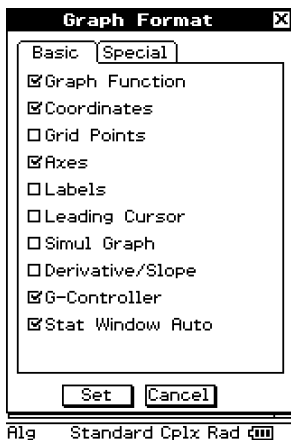 Graph Format
Basic Special
Graph Function
Coordinates
Grid Points
Axes
Labels
Leading Cursor
Simul Graph
Derivative/Slope
G-Controller
Stat Window Auto
Set Cancel
Alg Standard Cplx Rad